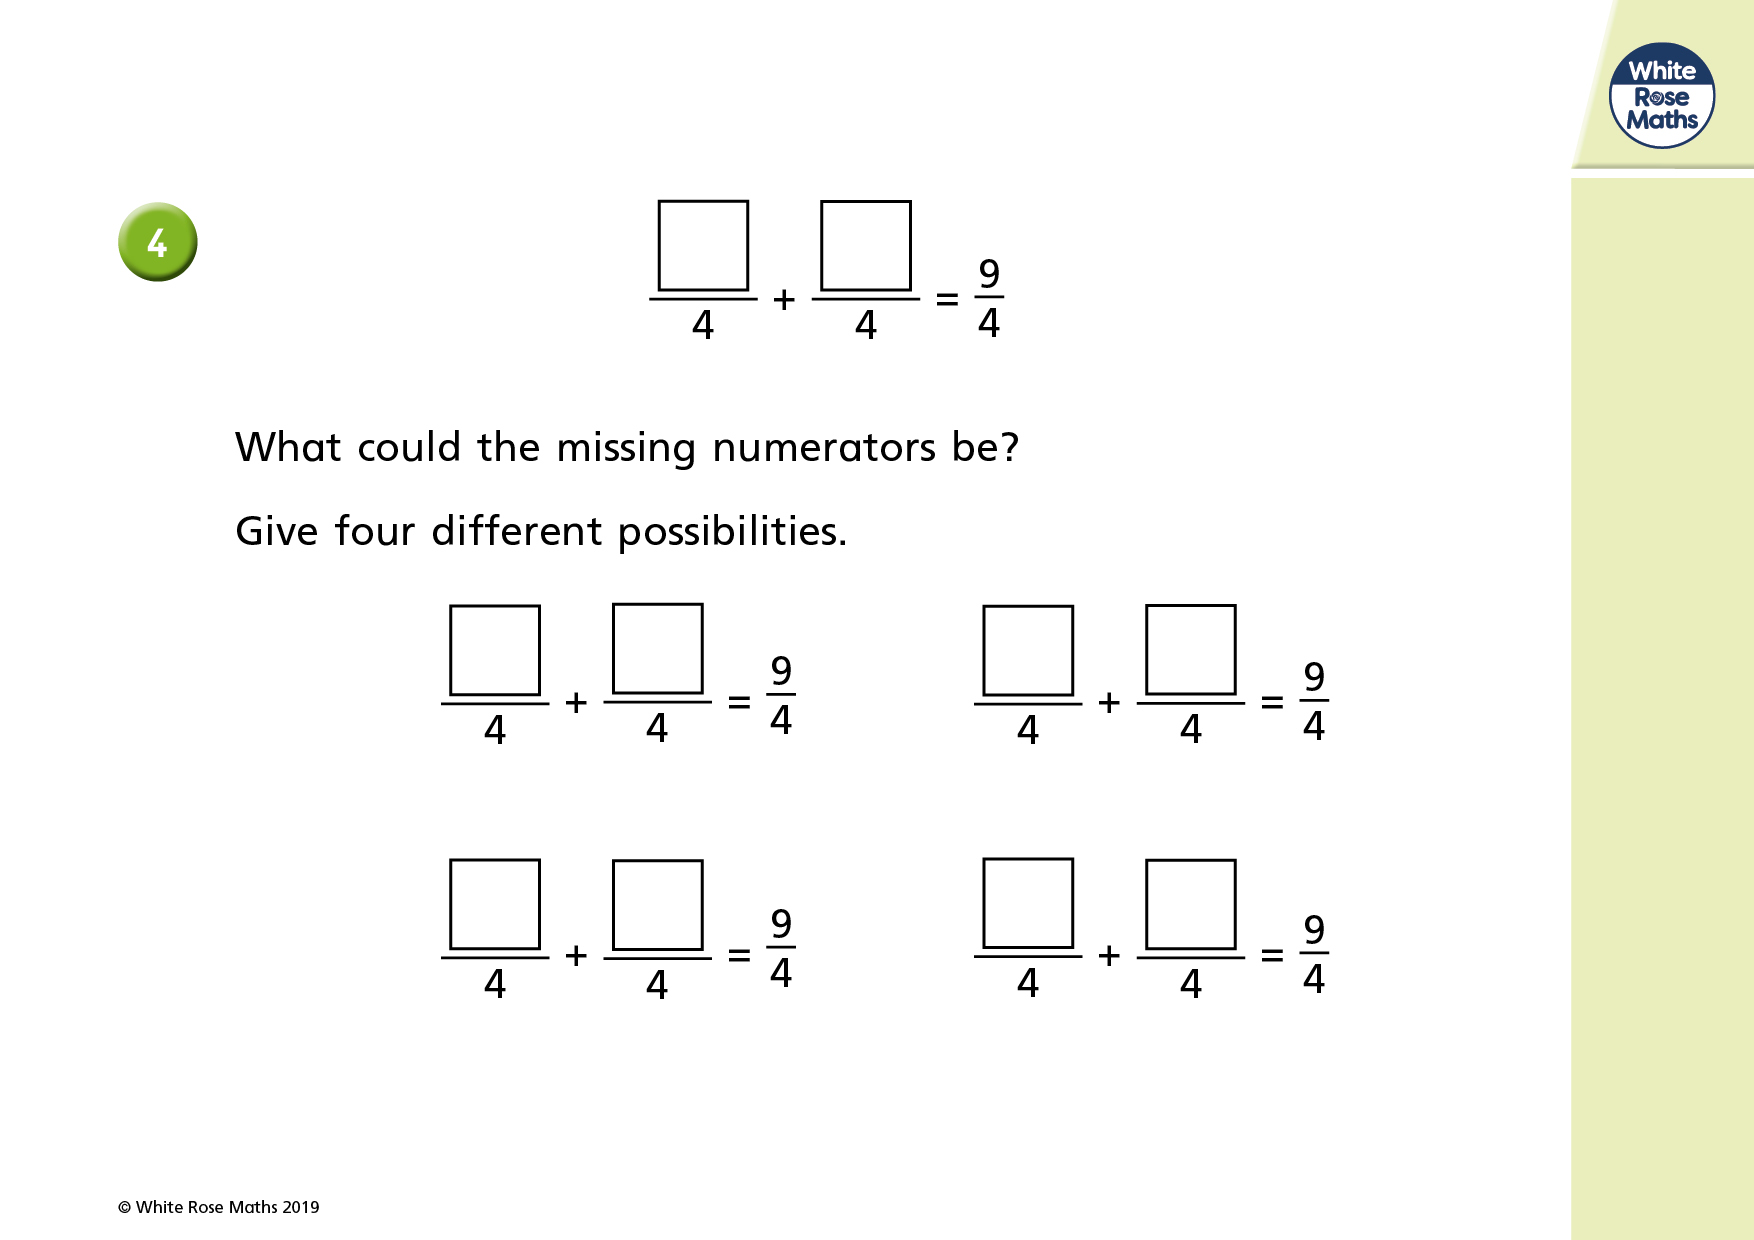 White
Rose
Maths
4
□/4 + □/4 = 9/4
What could the missing numerators be?
Give four different possibilities.
□/4 + □/4 = 9/4
□/4 + □/4 = 9/4
□/4 + □/4 = 9/4
□/4 + □/4 = 9/4
© White Rose Maths 2019